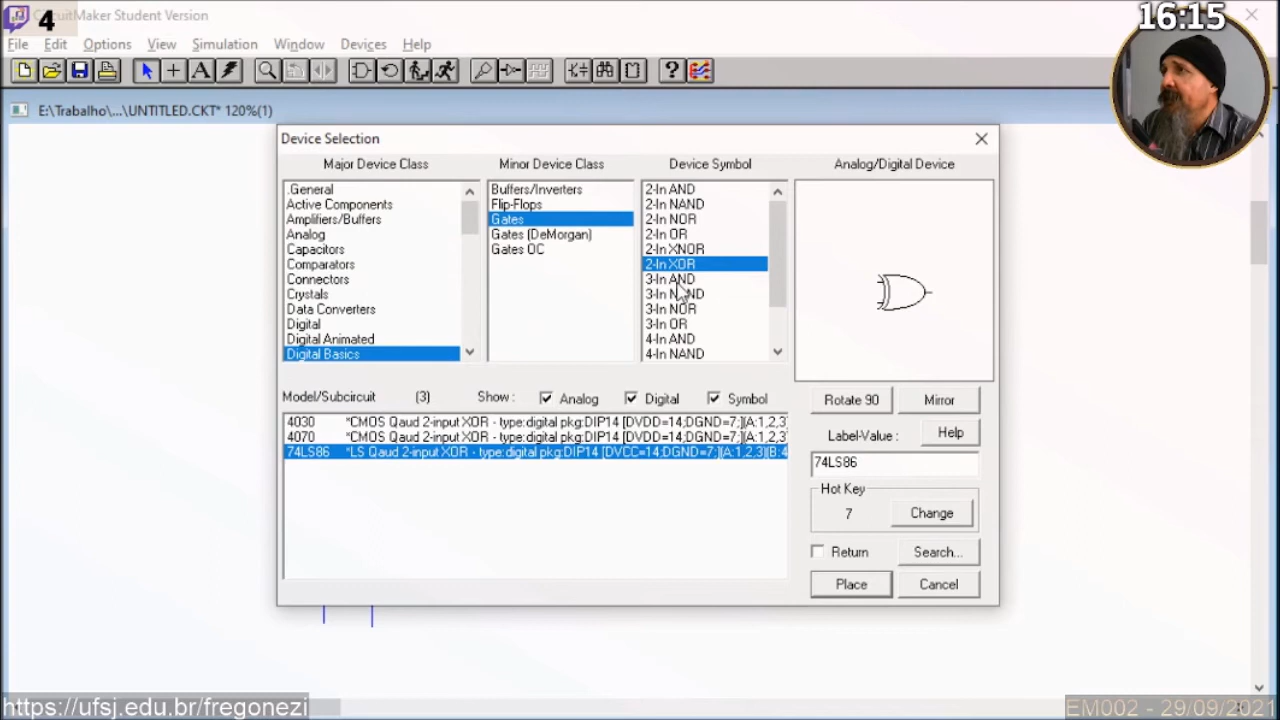 4
CircuitMaker Student Version
16:15
File Edit Options View Simulation Window Devices Help
E:\Trabalho\...\UNTITLED.CKT* 120%(1)
Device Selection
Major Device Class
.General
Active Components
Amplifiers/Buffers
Analog
Capacitors
Comparators
Connectors
Crystals
Data Converters
Digital
Digital Animated
Digital Basics
Minor Device Class
Buffers/Inverters
Flip-Flops
Gates
Gates (DeMorgan)
Gates OC
Device Symbol
2-In AND
2-In NAND
2-In NOR
2-In OR
2-In XNOR
2-In XOR
3-In AND
3-In NAND
3-In NOR
3-In OR
4-In AND
4-In NAND
Analog/Digital Device
Model/Subcircuit (3) Show : Analog Digital Symbol
4030 *CMOS Qaud 2-input XOR - type:digital pkg:DIP14 [DVDD=14;DGND=7;](A:1,2,3)
4070 *CMOS Qaud 2-input XOR - type:digital pkg:DIP14 [DVDD=14;DGND=7;](A:1,2,3)
74LS86 *LS Qaud 2-input XOR - type:digital pkg:DIP14 [DVCC=14;DGND=7;](A:1,2,3)(B:4
Rotate 90 Mirror
Label-Value : Help
74LS86
Hot Key
7 Change
Return Search...
Place Cancel
https://ufsj.edu.br/fregonezi
EM002 - 29/09/2021